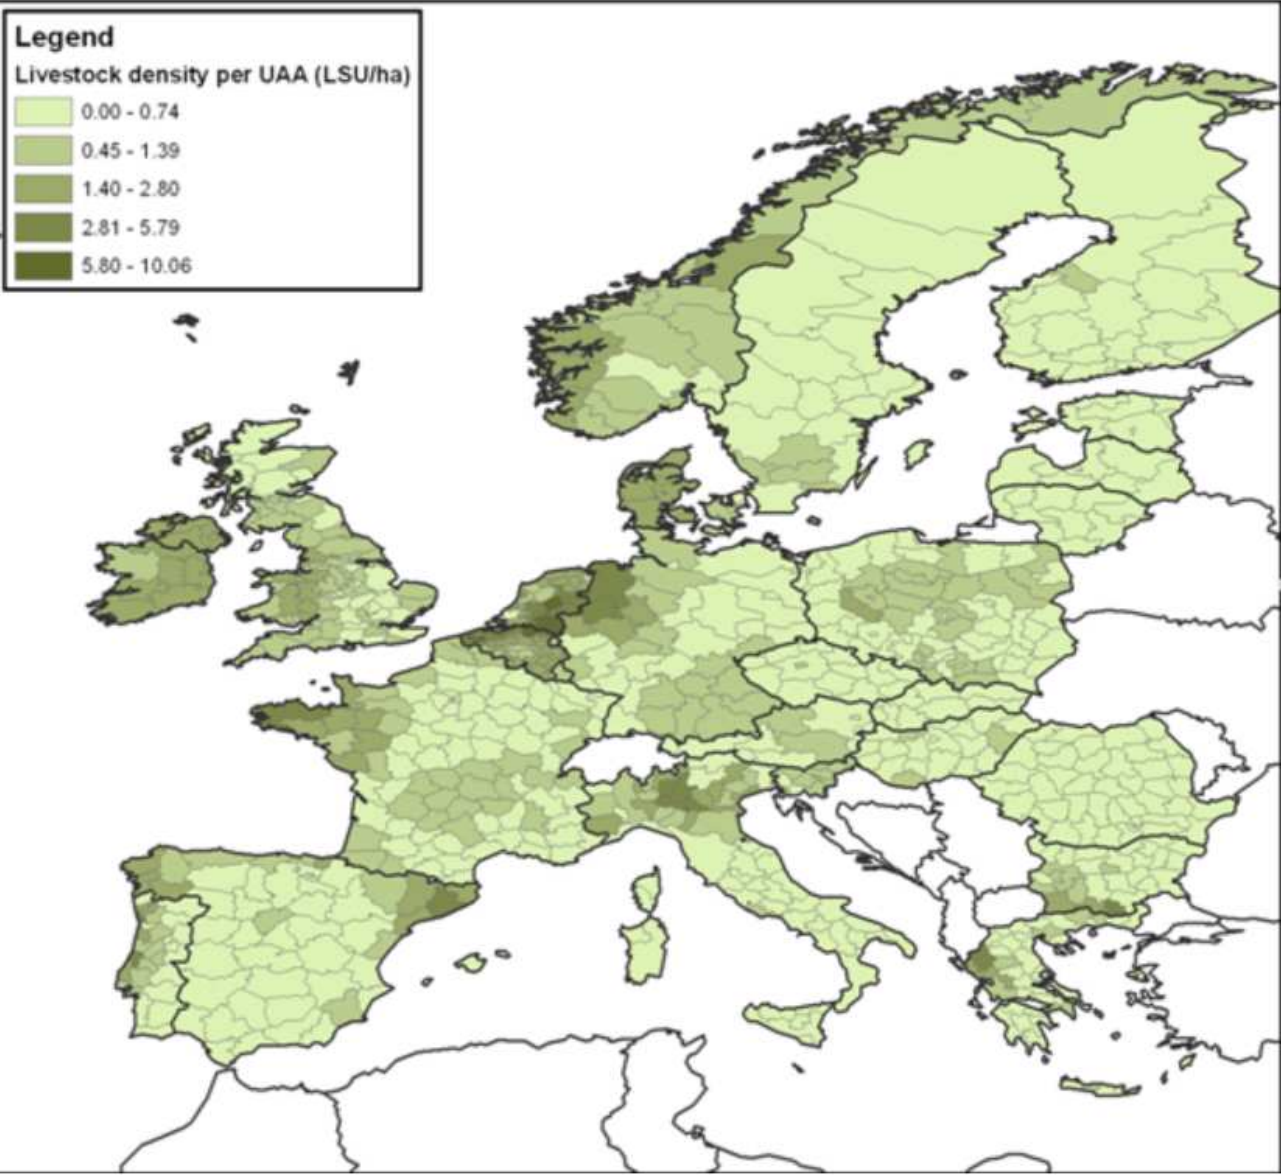 Legend
Livestock density per UAA (LSU/ha)
0.00 - 0.74
0.45 - 1.39
1.40 - 2.80
2.81 - 5.79
5.80 - 10.06